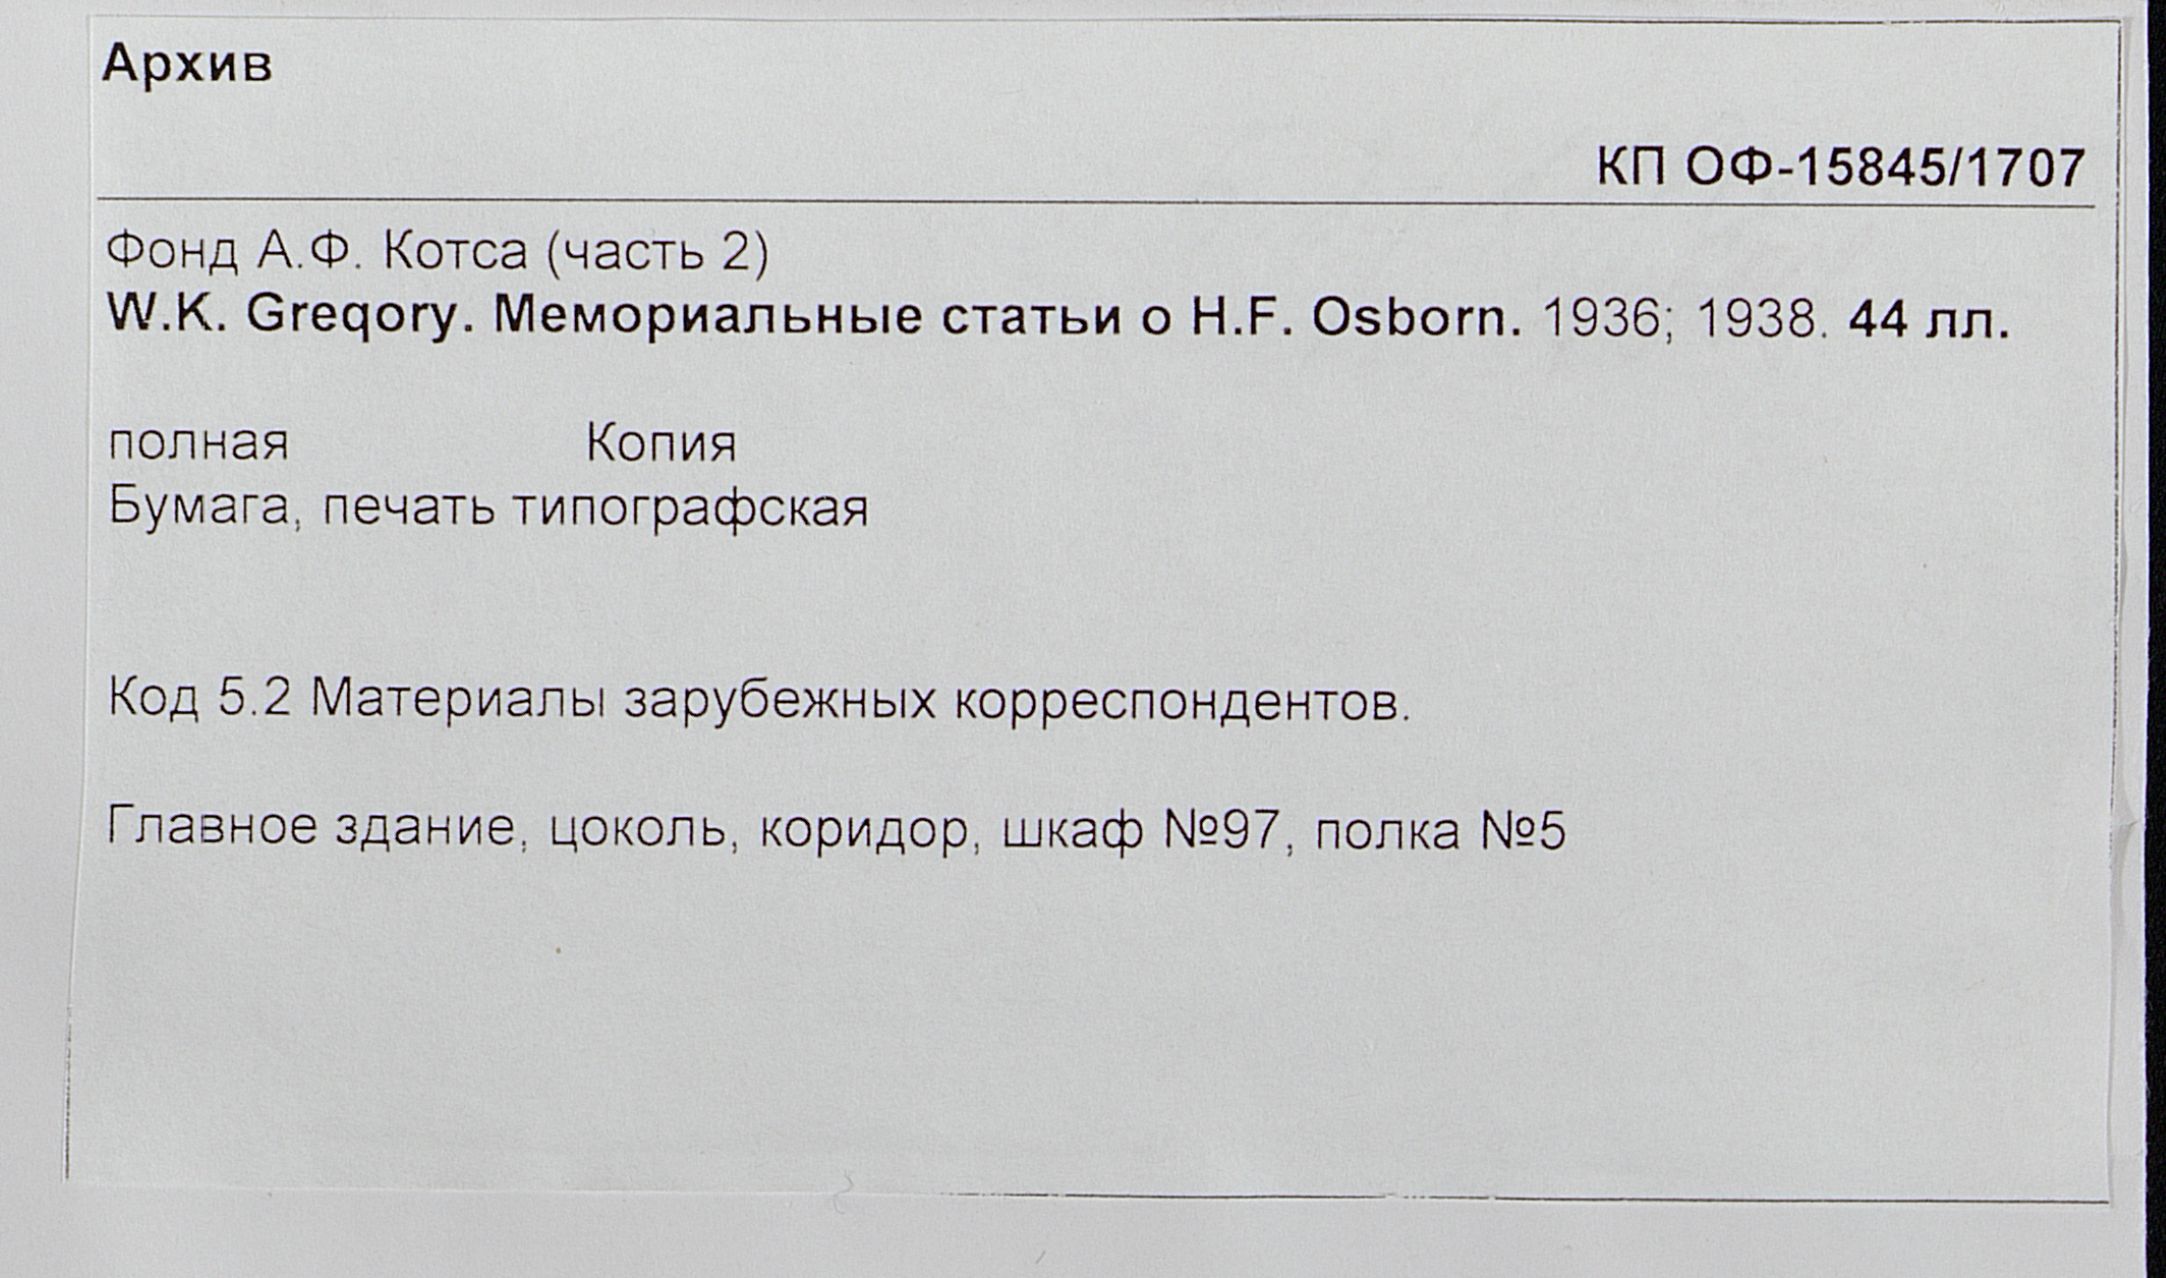 Архив
КП ОФ-15845/1707
Фонд А.Ф. Котса (часть 2)
W.K. Greqory. Мемориальные статьи о H.F. Osborn. 1936; 1938. 44 лл.
полная Копия
Бумага, печать типографская
Код 5.2 Материалы зарубежных корреспондентов.
Главное здание, цоколь, коридор, шкаф №97, полка №5